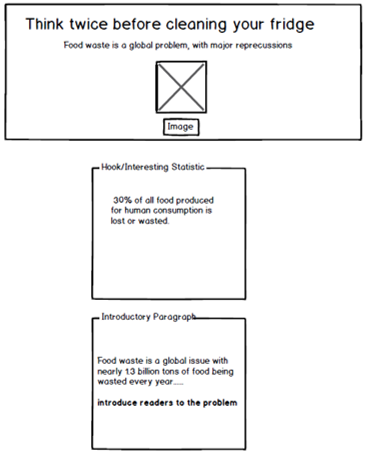 Think twice before cleaning your fridge
Food waste is a global problem, with major reprecussions
Image
Hook/Interesting Statistic
30% of all food produced
for human consumption is
lost or wasted.
Introductory Paragraph
Food waste is a global issue with
nearly 1.3 billion tons of food being
wasted every year.....
introduce readers to the problem